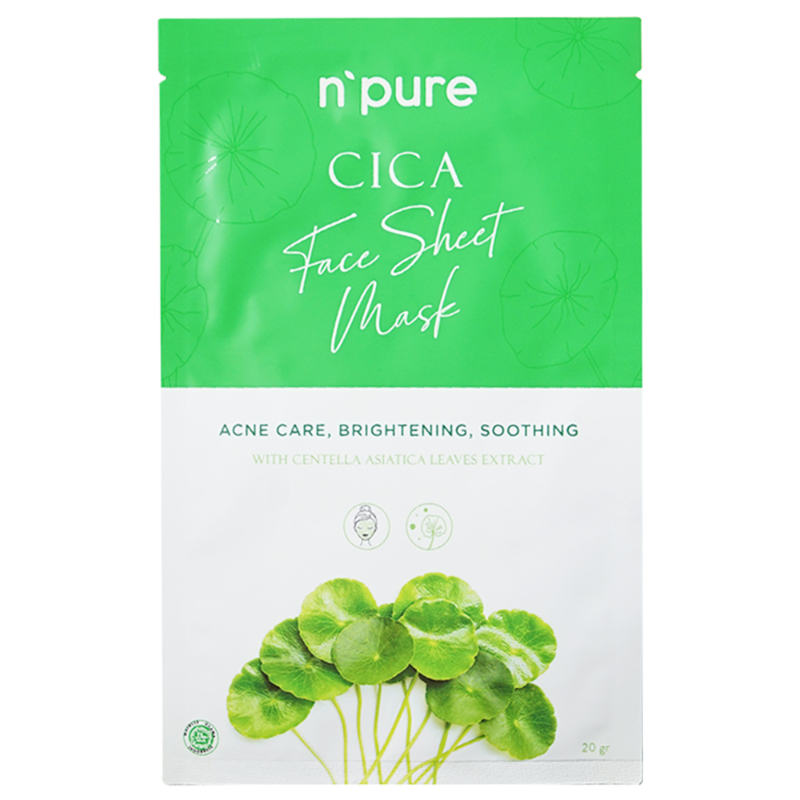 n'pure
CICA
Face Sheet
Mask
ACNE CARE, BRIGHTENING, SOOTHING
WITH CENTELLA ASIATICA LEAVES EXTRACT
20 gr